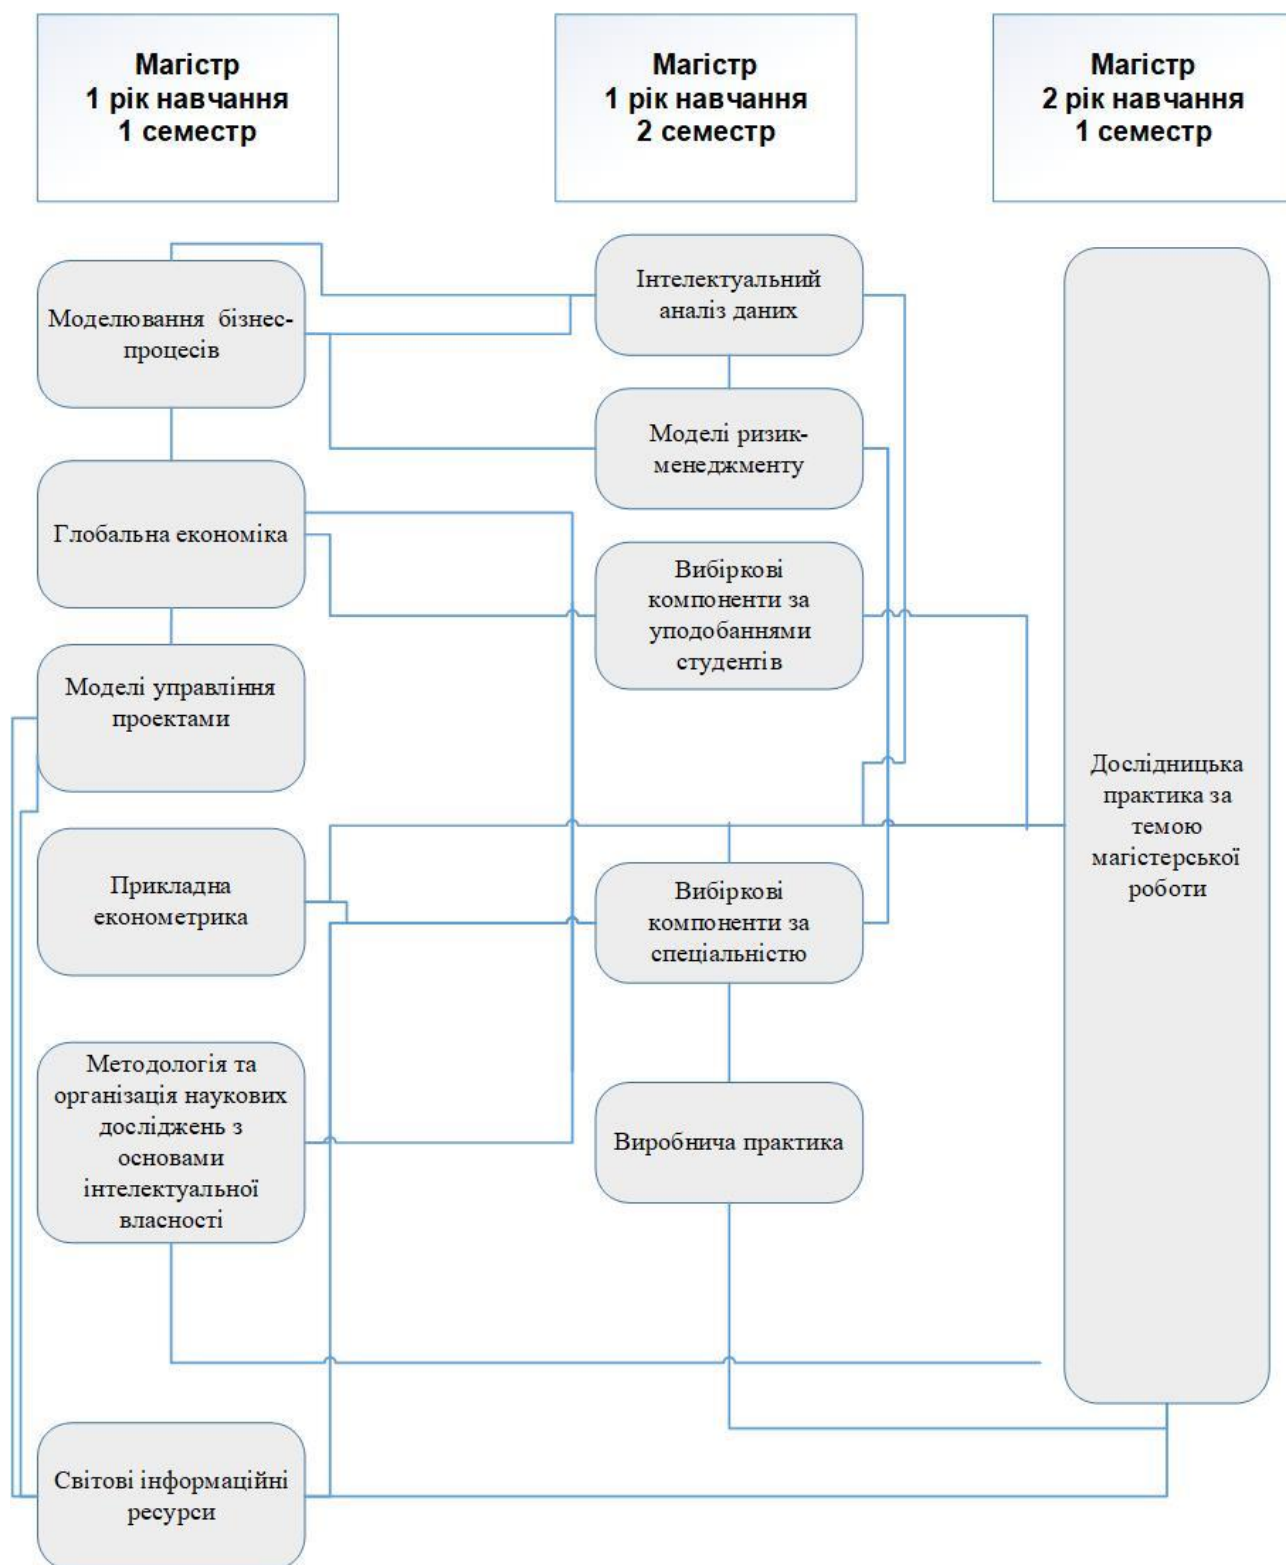 Магістр
1 рік навчання
1 семестр
Магістр
1 рік навчання
2 семестр
Магістр
2 рік навчання
1 семестр
Моделювання бізнес-
процесів
Глобальна економіка
Моделі управління
проектами
Прикладна
економетрика
Методологія та
організація наукових
досліджень з
основами
інтелектуальної
власності
Світові інформаційні
ресурси
Інтелектуальний
аналіз даних
Моделі ризик-
менеджменту
Вибіркові
компоненти за
уподобаннями
студентів
Вибіркові
компоненти за
спеціальністю
Виробнича практика
Дослідницька
практика за
темою
магістерської
роботи